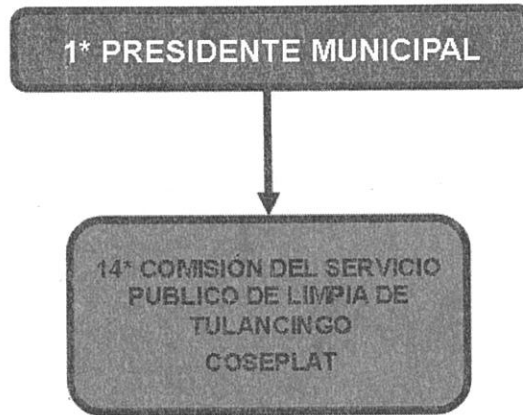 1* PRESIDENTE MUNICIPAL
14* COMISIÓN DEL SERVICIO
PUBLICO DE LIMPIA DE
TULANCINGO
COSEPLAT